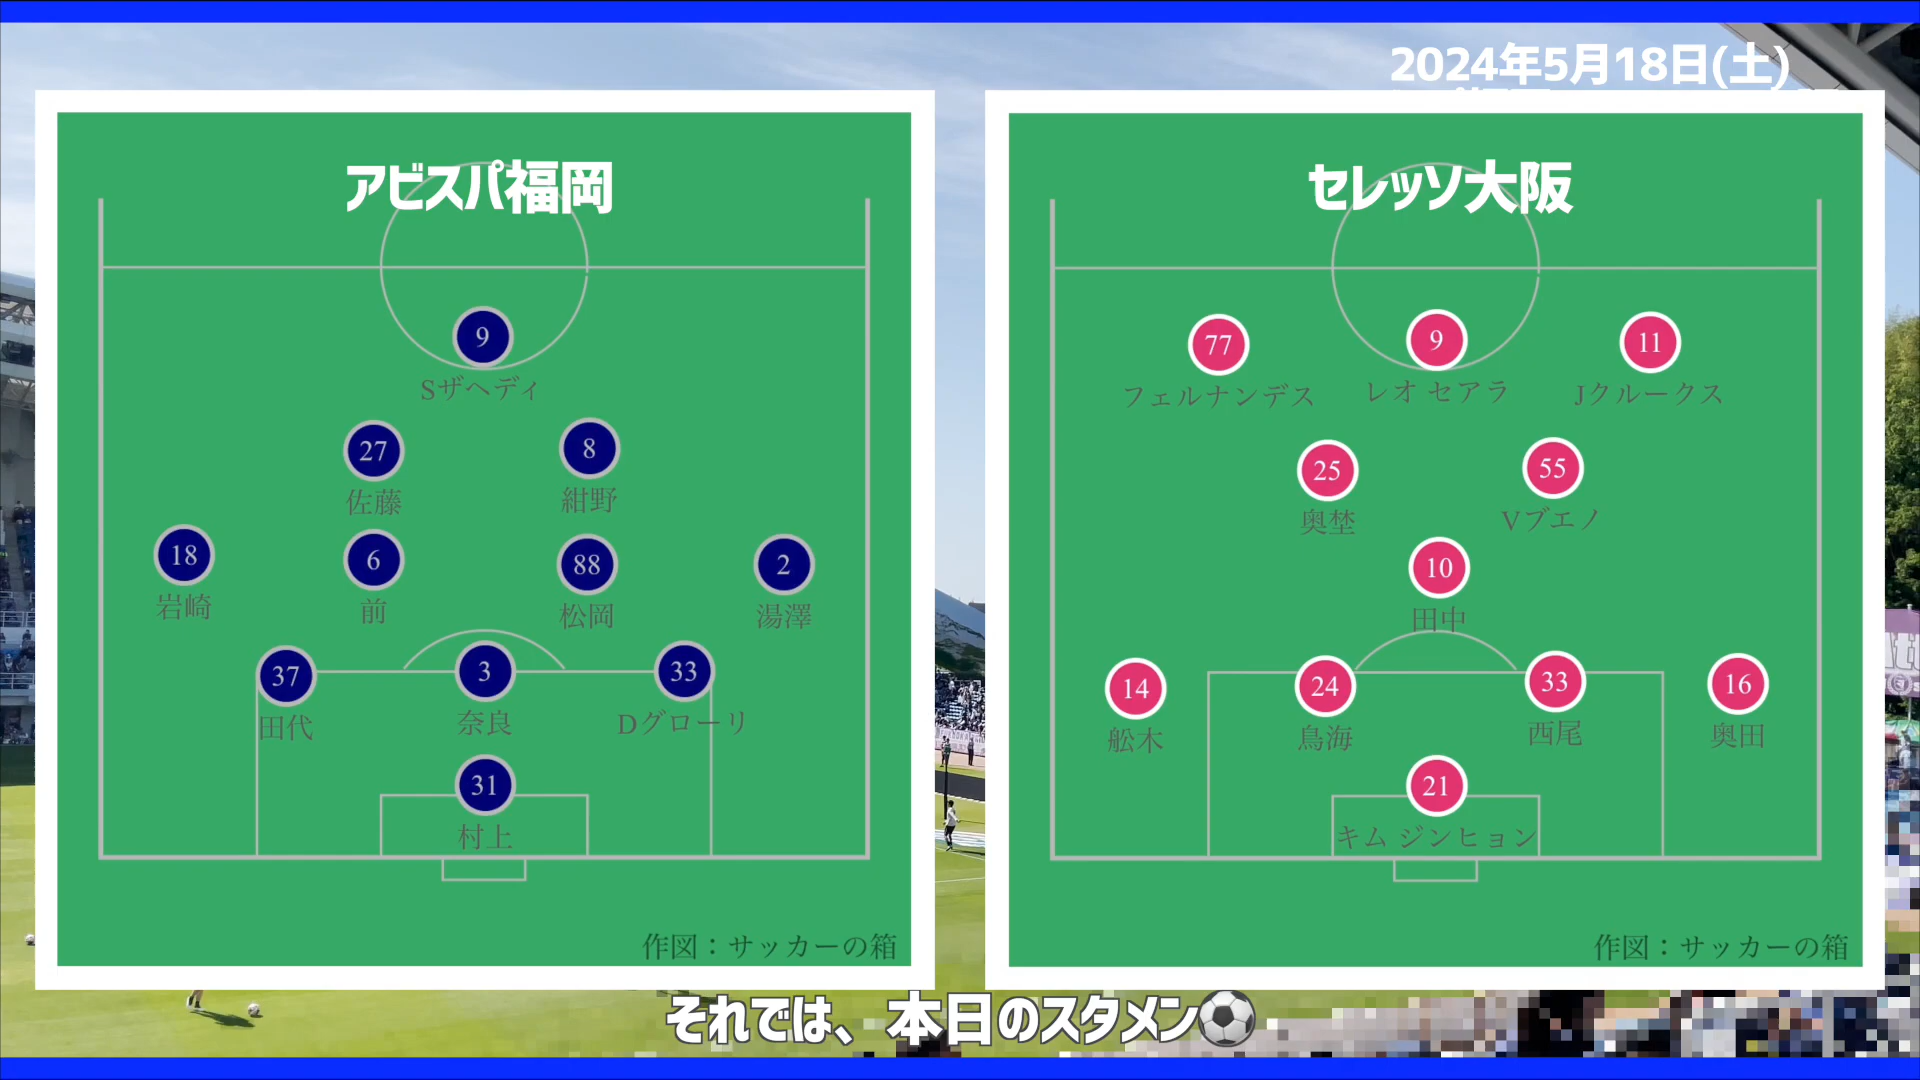 2024年5月18日(土)
アビスパ福岡
9
Sザヘディ
27
8
佐藤
紺野
18
6
88
2
岩崎
前
松岡
湯澤
37
3
33
田代
奈良
Dグローリ
31
村上
作図：サッカーの箱
セレッソ大阪
77
9
11
フェルナンデス
レオ セアラ
Jクルークス
25
55
奥埜
Vブエノ
10
田中
14
24
33
16
舩木
鳥海
西尾
奥田
21
キム ジンヒョン
作図：サッカーの箱
それでは、本日のスタメン⚽